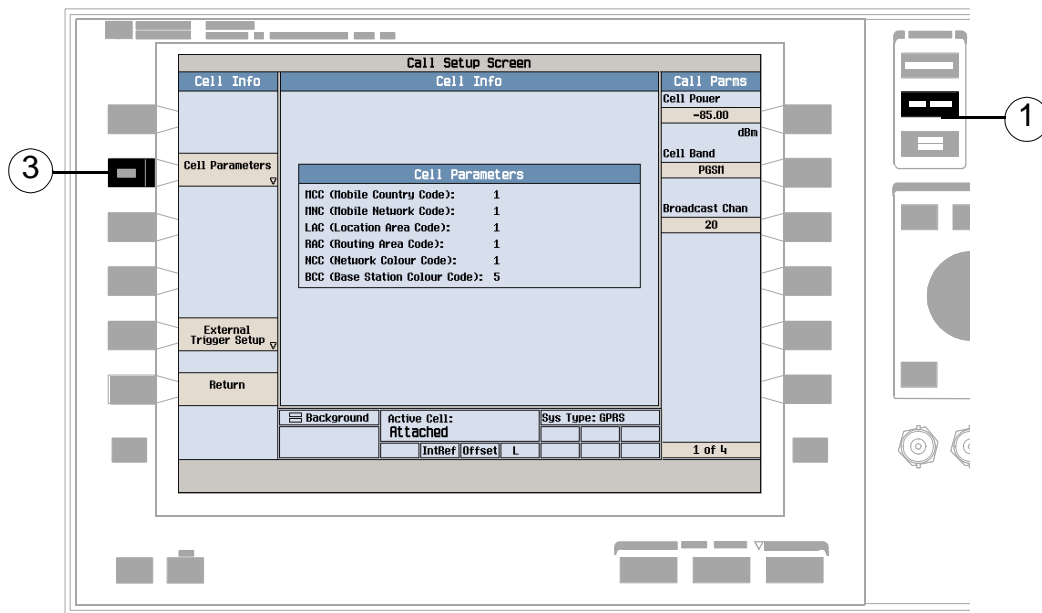 Call Setup Screen
Cell Info
Cell Info
Call Parms
Cell Power
-85.00
dBm
1
3
Cell Parameters
Cell Band
PGSM
Cell Parameters
MCC (Mobile Country Code): 1
MNC (Mobile Network Code): 1
LAC (Location Area Code): 1
RAC (Routing Area Code): 1
NCC (Network Colour Code): 1
BCC (Base Station Colour Code): 5
Broadcast Chan
20
External
Trigger Setup
Return
Background
Active Cell:
Attached
Sys Type: GPRS
IntRef Offset L
1 of 4